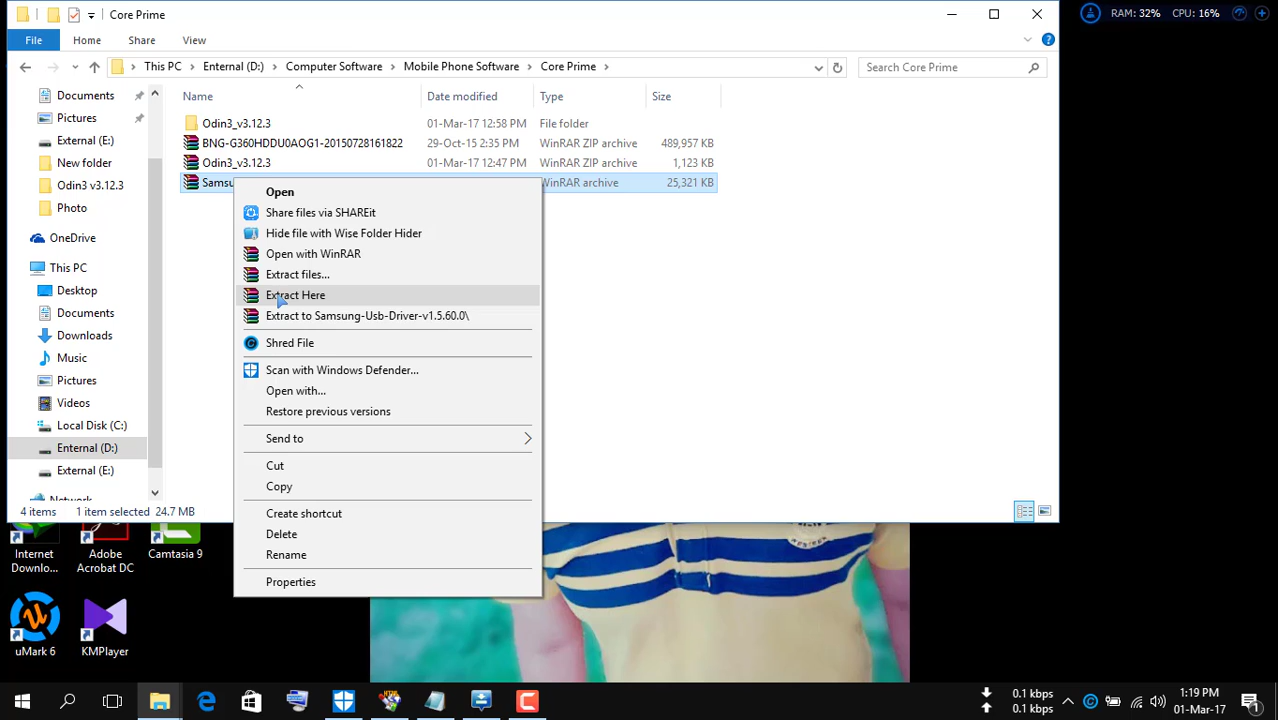 Core Prime
RAM: 32% CPU: 16%
File Home Share View
This PC Enternal (D:) Computer Software Mobile Phone Software Core Prime
Search Core Prime
Name Date modified Type Size
Documents
Pictures
External (E:)
New folder
Odin3 v3.12.3
Photo
OneDrive
This PC
Desktop
Documents
Downloads
Music
Pictures
Videos
Local Disk (C:)
Enternal (D:)
External (E:)
Network
Odin3_v3.12.3 01-Mar-17 12:58 PM File folder
BNG-G360HDDU0AOG1-20150728161822 29-Oct-15 2:35 PM WinRAR ZIP archive 489,957 KB
Odin3_v3.12.3 01-Mar-17 12:47 PM WinRAR ZIP archive 1,123 KB
Samsu WinRAR archive 25,321 KB
Open
Share files via SHAREit
Hide file with Wise Folder Hider
Open with WinRAR
Extract files...
Extract Here
Extract to Samsung-Usb-Driver-v1.5.60.0\
Shred File
Scan with Windows Defender...
Open with...
Restore previous versions
Send to
Cut
Copy
Create shortcut
Delete
Rename
Properties
4 items 1 item selected 24.7 MB
Internet Downlo...
Adobe Acrobat DC
Camtasia 9
uMark 6
KMPlayer
0.1 kbps
0.1 kbps
1:19 PM
01-Mar-17
1